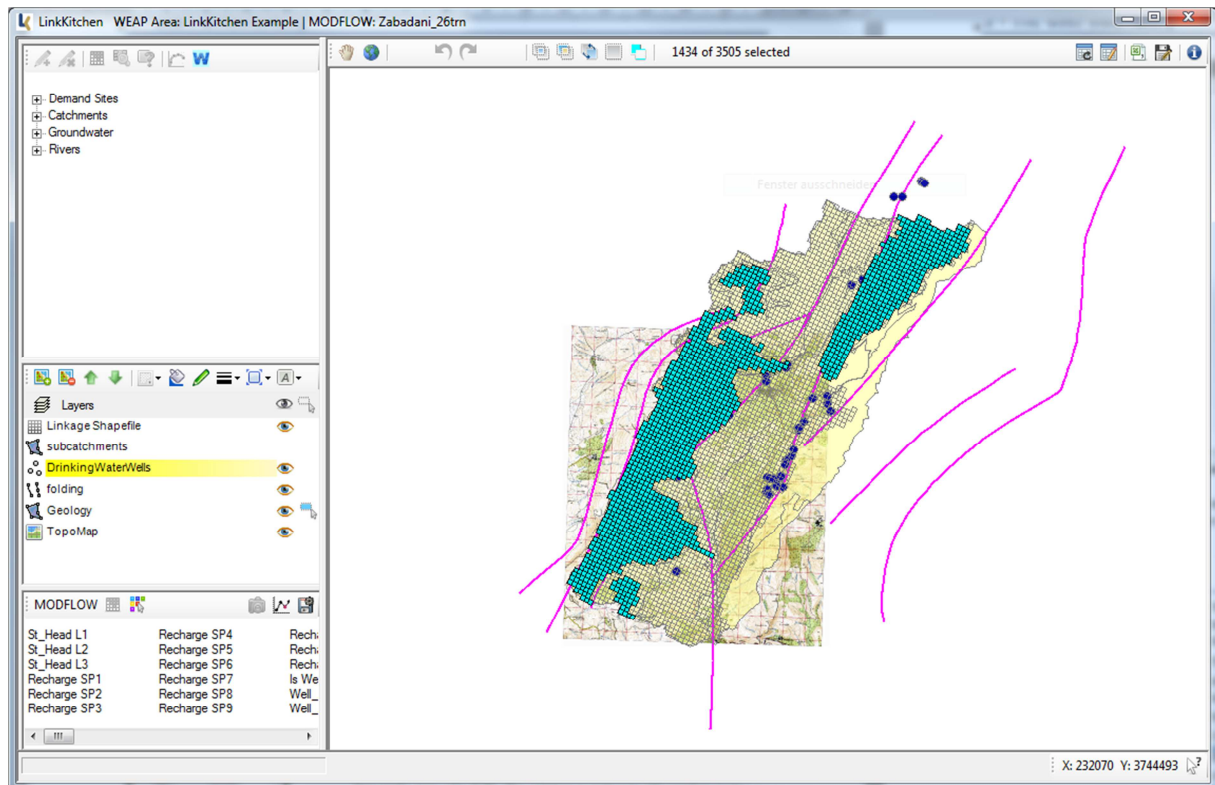 LinkKitchen WEAP Area: LinkKitchen Example | MODFLOW: Zabadani_26trn
1434 of 3505 selected
W
Demand Sites
Catchments
Groundwater
Rivers
Fenster ausschneiden
A
Layers
Linkage Shapefile
subcatchments
DrinkingWaterWells
folding
Geology
TopoMap
MODFLOW
St_Head L1 Recharge SP4 Rech
St_Head L2 Recharge SP5 Rech
St_Head L3 Recharge SP6 Rech
Recharge SP1 Recharge SP7 Is We
Recharge SP2 Recharge SP8 Well_
Recharge SP3 Recharge SP9 Well_
X: 232070 Y: 3744493